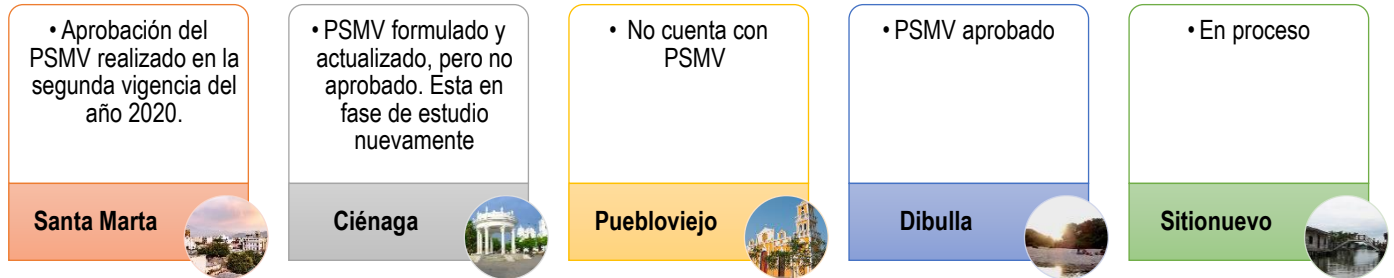 • Aprobación del
PSMV realizado en la
segunda vigencia del
año 2020.
Santa Marta
• PSMV formulado y
actualizado, pero no
aprobado. Esta en
fase de estudio
nuevamente
Ciénaga
• No cuenta con
PSMV
Puebloviejo
• PSMV aprobado
Dibulla
• En proceso
Sitionuevo